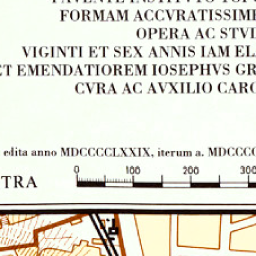 FORMAM ACCVRATISSIME
OPERA AC STVD
VIGINTI ET SEX ANNIS IAM EL
ET EMENDATIOREM IOSEPHVS GR
CVRA AC AVXILIO CARO
edita anno MDCCCCLXXIX, iterum a. MDCCCC
TRA
0 100 200 300